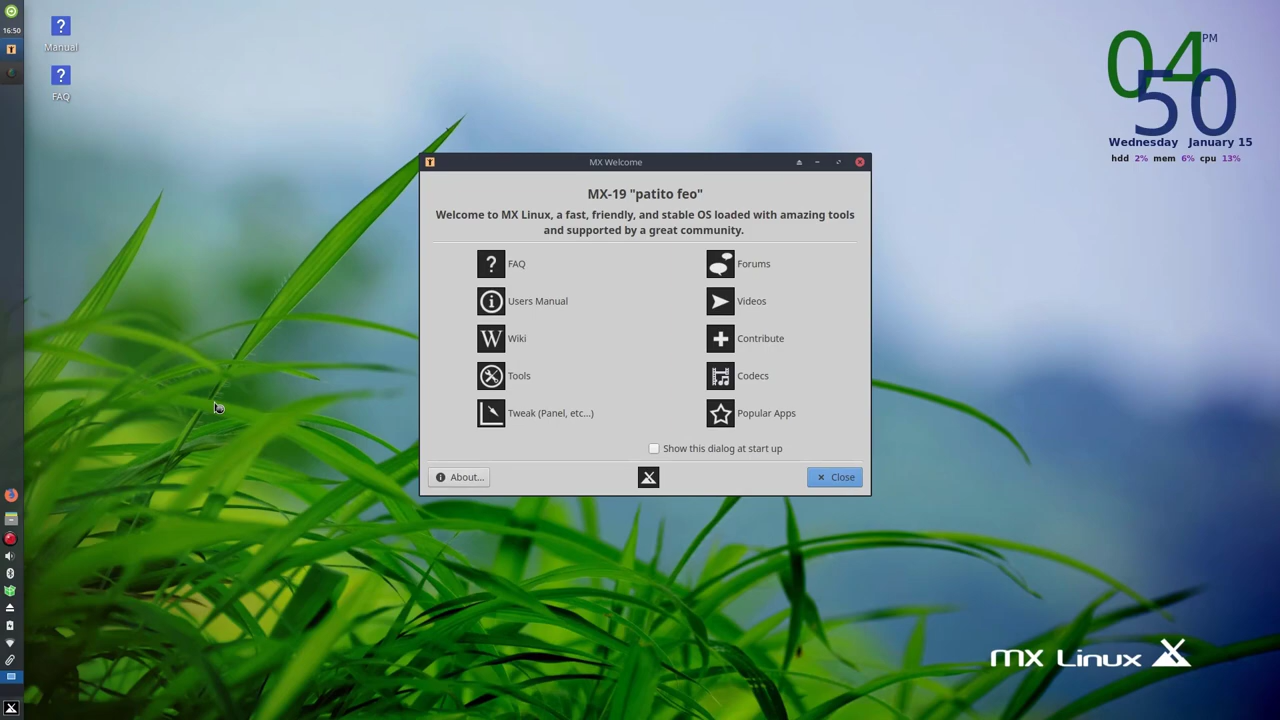 16:50
Manual
FAQ
04 PM
50
Wednesday January 15
hdd 2% mem 6% cpu 13%
MX Welcome
MX-19 "patito feo"
Welcome to MX Linux, a fast, friendly, and stable OS loaded with amazing tools
and supported by a great community.
FAQ
Forums
Users Manual
Videos
Wiki
Contribute
Tools
Codecs
Tweak (Panel, etc...)
Popular Apps
Show this dialog at start up
About...
Close
mx Linux